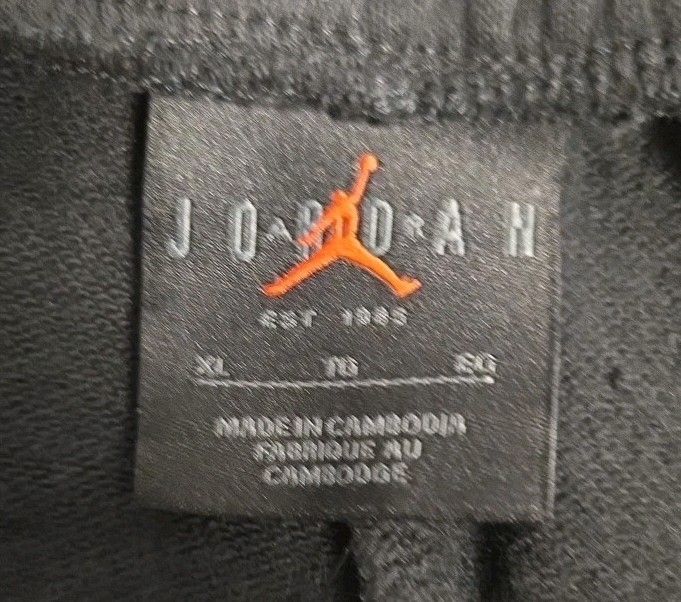 JORDAN
EST 1985
XL TG EG
MADE IN CAMBODIA
FABRIQUE AU
CAMBODGE